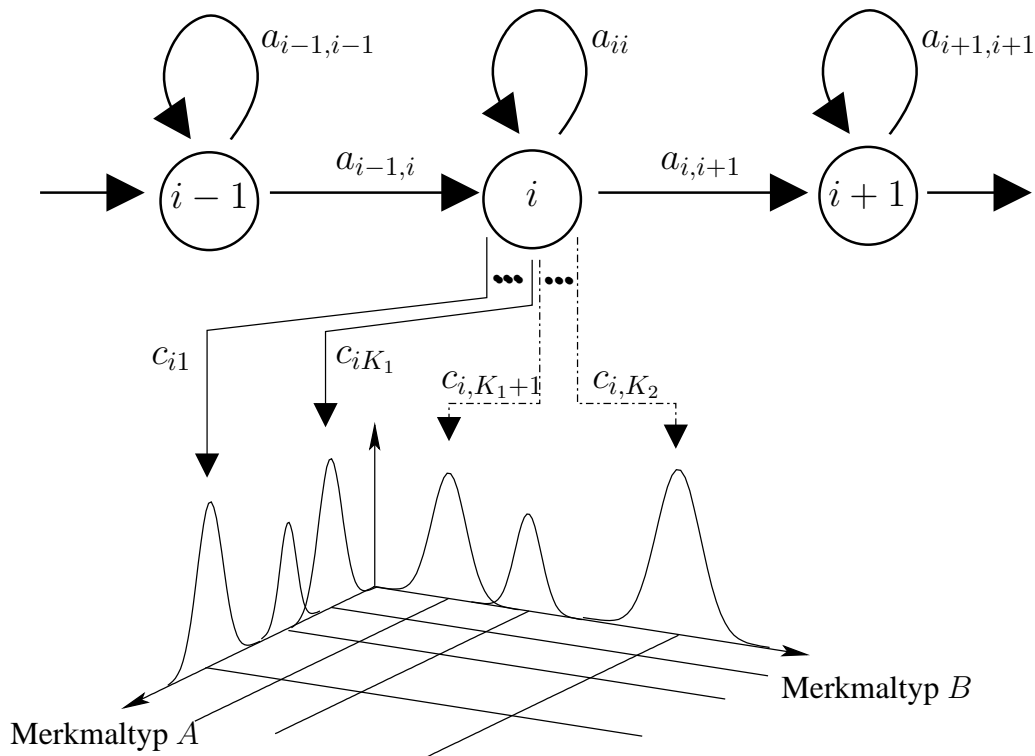 a_{i-1,i-1}
a_{ii}
a_{i+1,i+1}
a_{i-1,i}
a_{i,i+1}
i − 1
i
i + 1
c_{i1}
c_{iK_1}
c_{i,K_1+1}
c_{i,K_2}
Merkmaltyp B
Merkmaltyp A